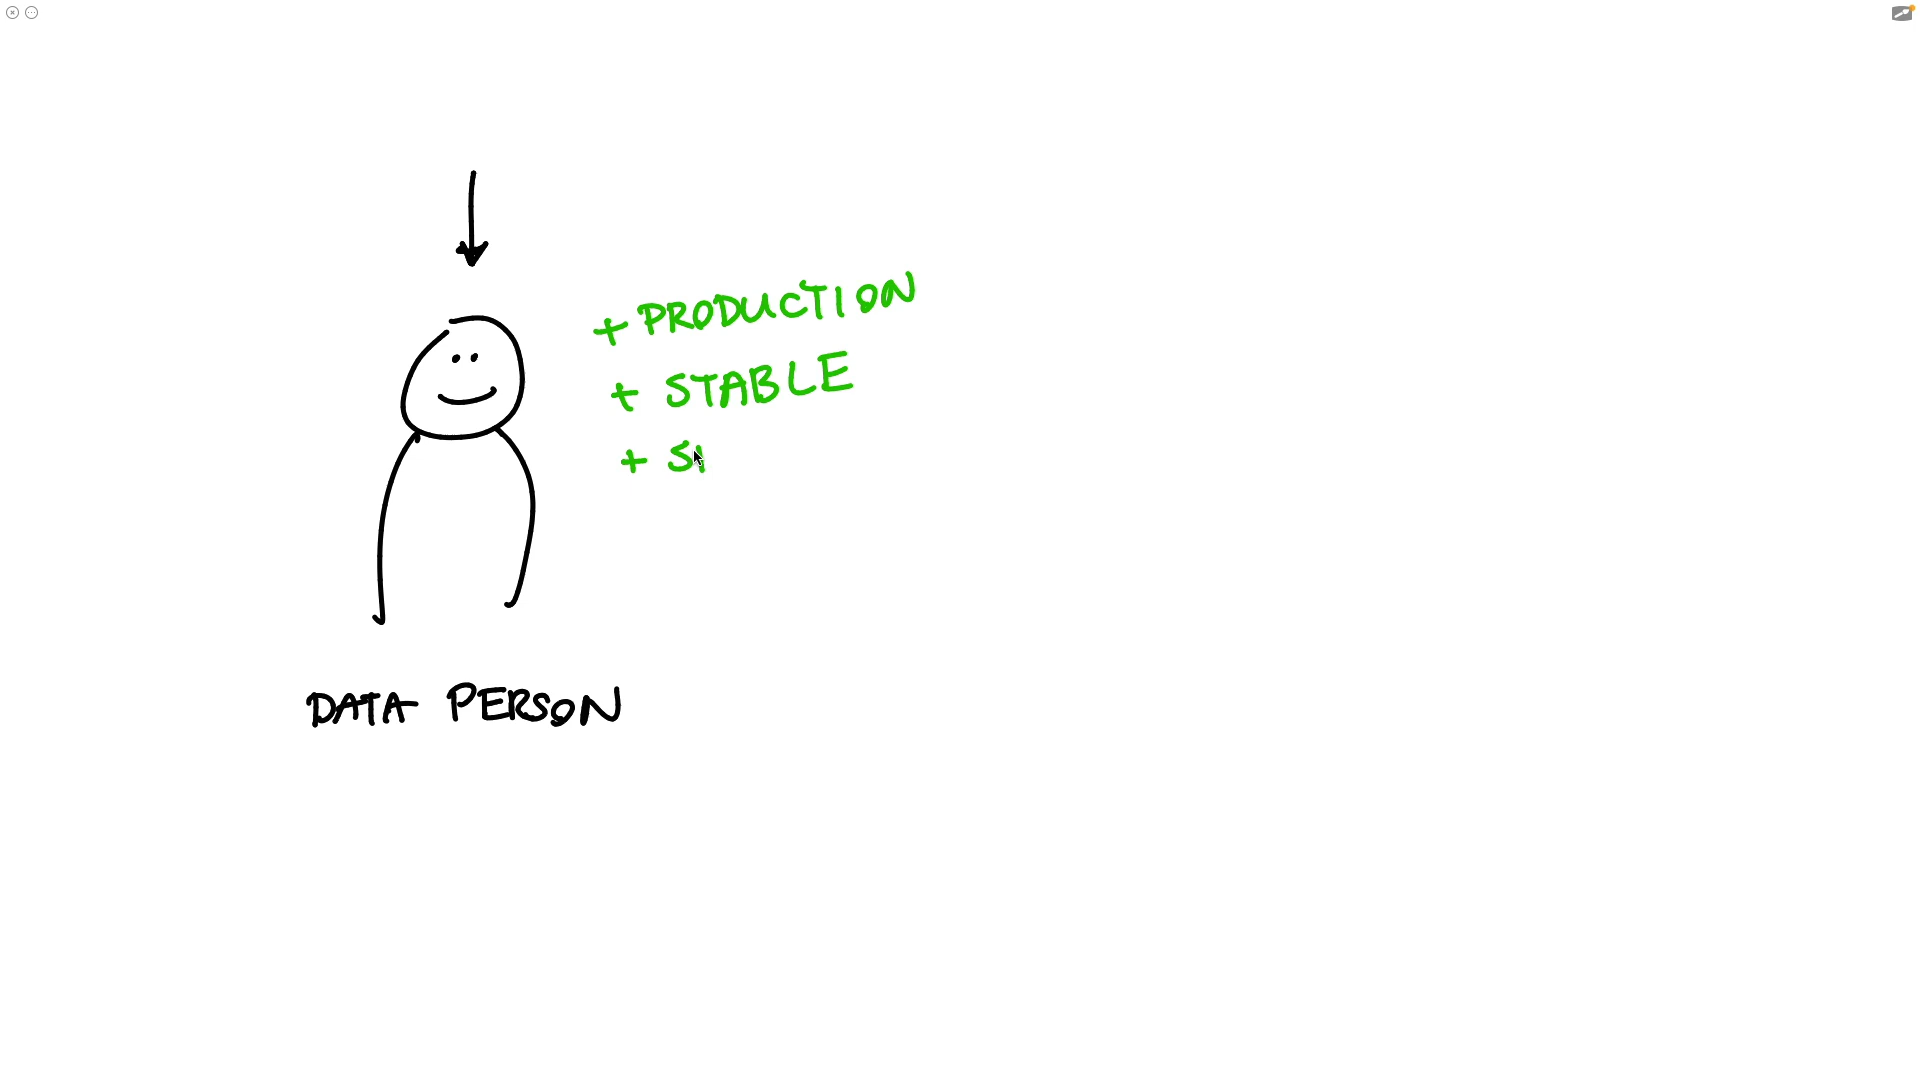 + PRODUCTION
+ STABLE
+
DATA PERSON